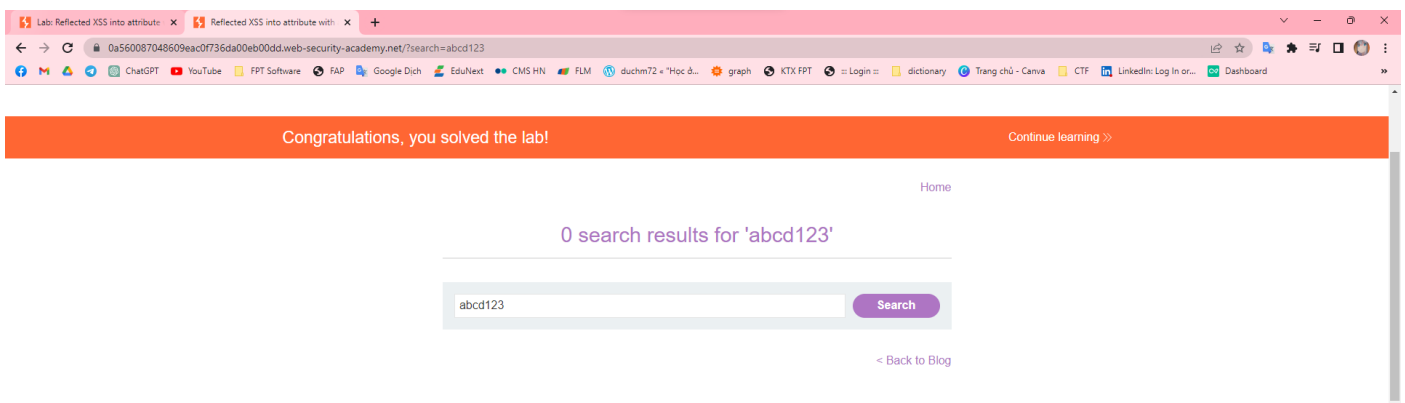 Lab: Reflected XSS into attribute
Reflected XSS into attribute with
0a560087048609eac0f736da00eb00dd.web-security-academy.net/?search=abcd123
ChatGPT YouTube FPT Software FAP Google Dịch EduNext CMS HN FLM duchm72 « "Học ở... graph KTX FPT :: Login :: dictionary Trang chủ - Canva CTF LinkedIn: Log In or... Dashboard »
Congratulations, you solved the lab! Continue learning »
Home
0 search results for 'abcd123'
abcd123 Search
< Back to Blog